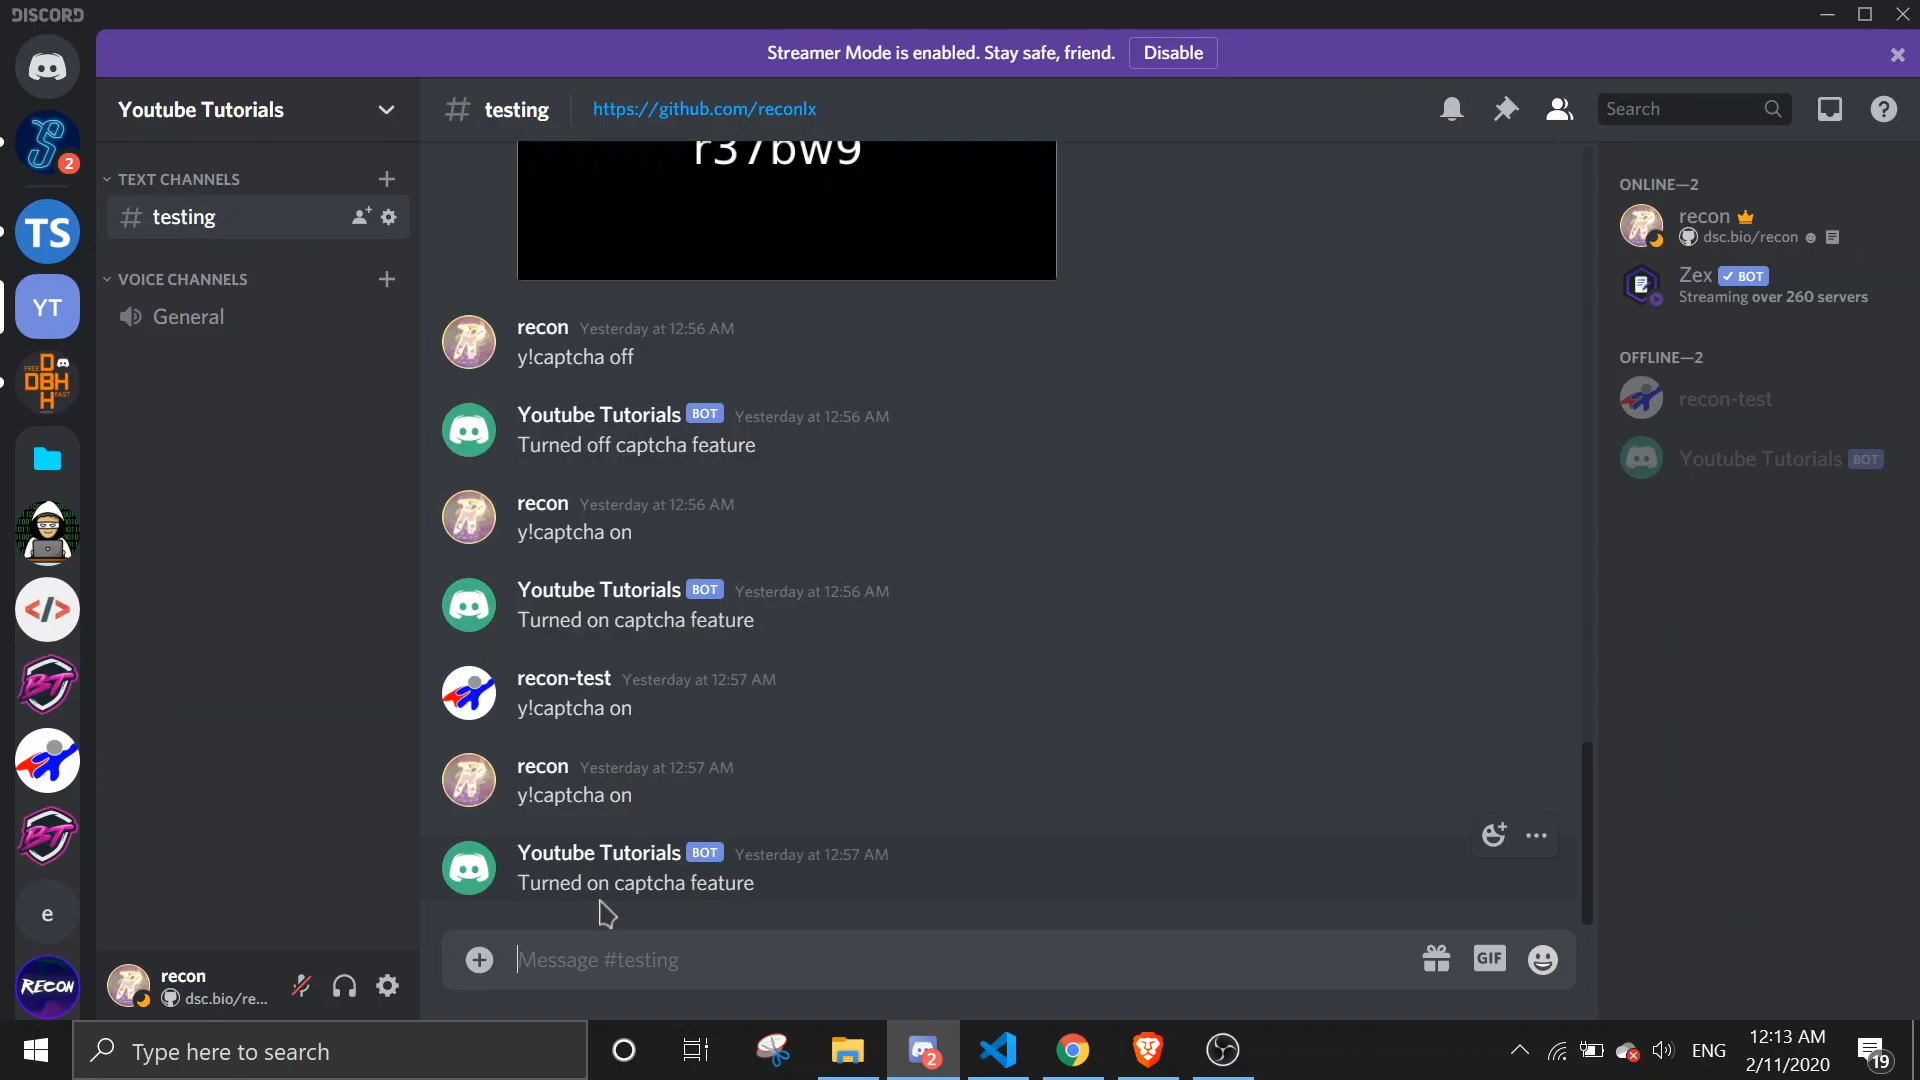 DISCORD
Streamer Mode is enabled. Stay safe, friend.
Disable
Youtube Tutorials
testing
https://github.com/reconlx
Search
2
TS
YT
FREE
D
DBH
H
FAST
BT
BT
e
RECON
TEXT CHANNELS
testing
VOICE CHANNELS
General
r37bw9
recon Yesterday at 12:56 AM
y!captcha off
Youtube Tutorials BOT Yesterday at 12:56 AM
Turned off captcha feature
recon Yesterday at 12:56 AM
y!captcha on
Youtube Tutorials BOT Yesterday at 12:56 AM
Turned on captcha feature
recon-test Yesterday at 12:57 AM
y!captcha on
recon Yesterday at 12:57 AM
y!captcha on
Youtube Tutorials BOT Yesterday at 12:57 AM
Turned on captcha feature
Message #testing
GIF
ONLINE—2
recon
dsc.bio/recon
Zex BOT
Streaming over 260 servers
OFFLINE—2
recon-test
Youtube Tutorials BOT
recon
dsc.bio/re...
Type here to search
2
ENG
12:13 AM
2/11/2020
19